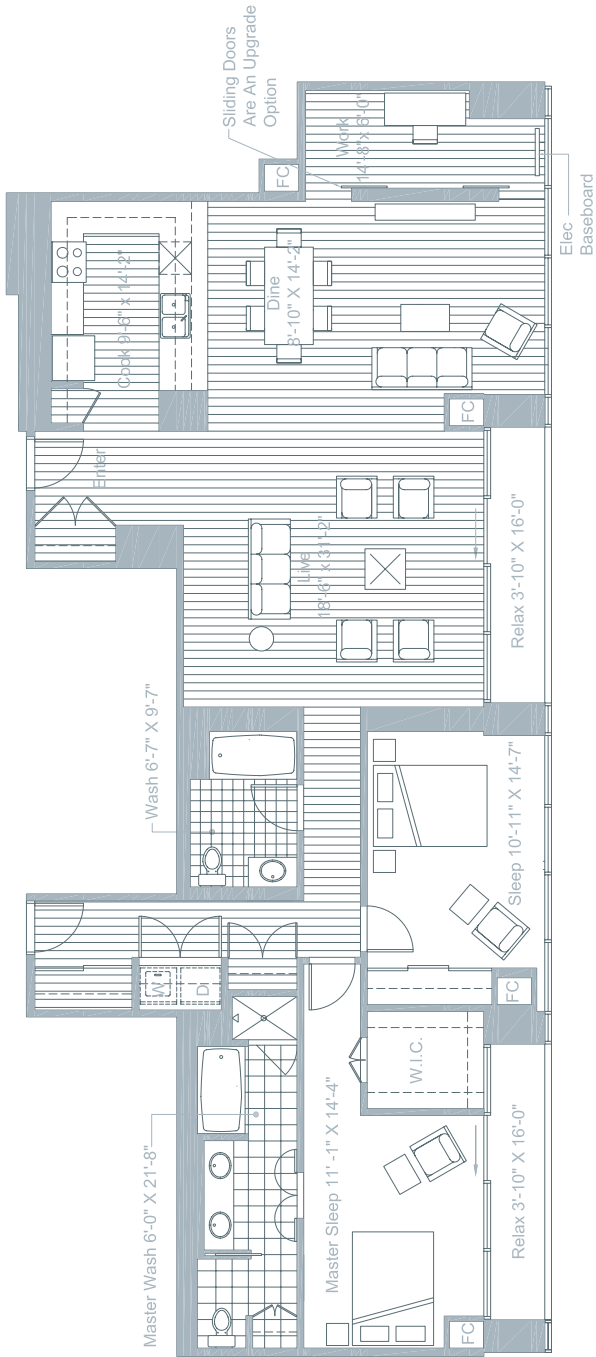 Sliding Doors
Are An Upgrade
Option
FC
Work
14'-8"x 6'-0"
Elec
Baseboard
Cook 9'-6" x 14'-2"
Dine
8'-10" X 14'-2"
FC
Enter
Live
18'-6" x 31'-2"
Relax 3'-10" X 16'-0"
Wash 6'-7" X 9'-7"
Sleep 10'-11" X 14'-7"
W
D
FC
W.I.C.
Master Wash 6'-0" X 21'-8"
Master Sleep 11' -1" X 14'-4"
Relax 3'-10" X 16'-0"
FC